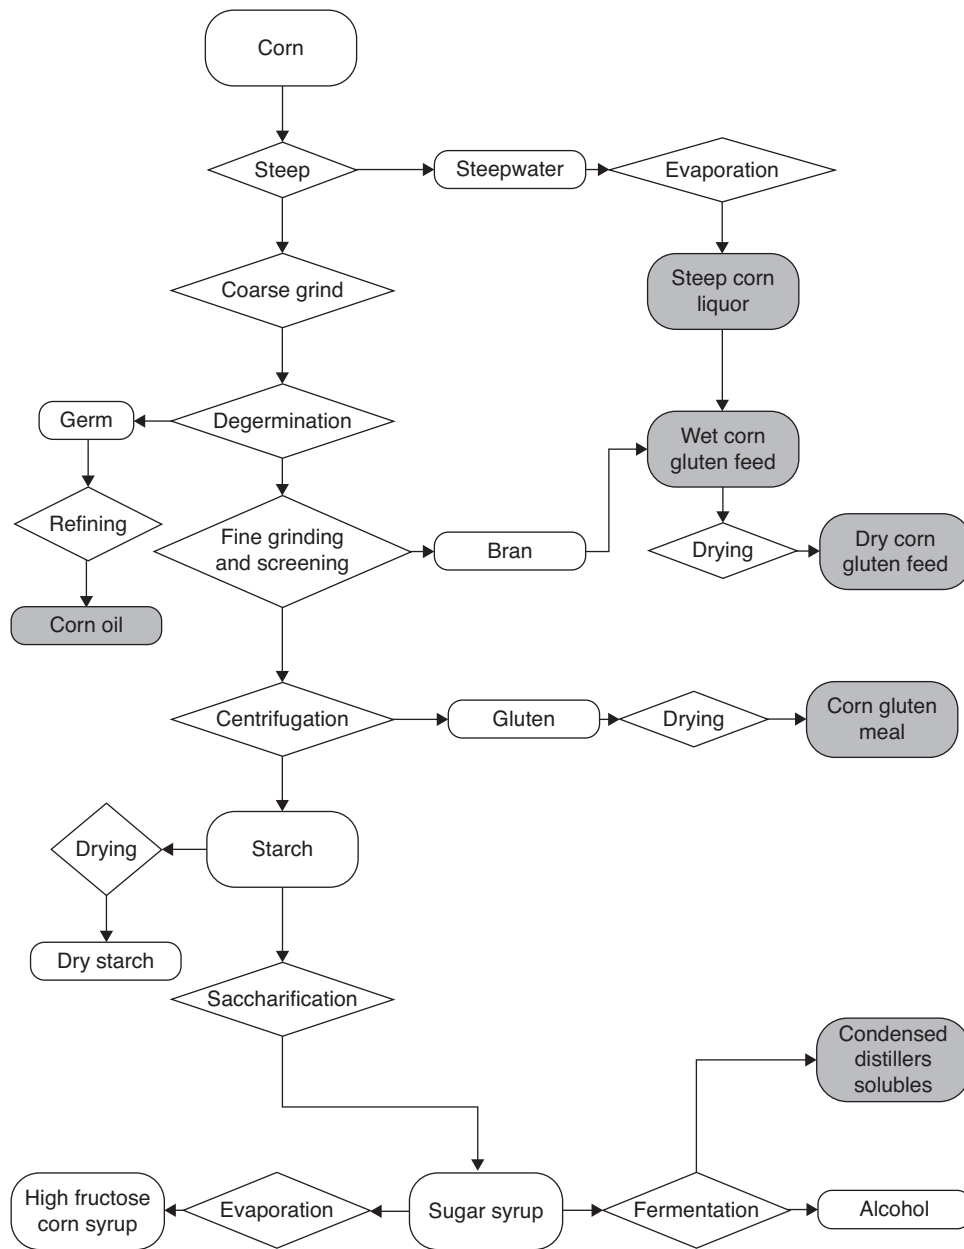 Corn
Steep
Steepwater
Evaporation
Steep corn
liquor
Coarse grind
Germ
Degermination
Wet corn
gluten feed
Refining
Fine grinding
and screening
Bran
Drying
Dry corn
gluten feed
Corn oil
Centrifugation
Gluten
Drying
Corn gluten
meal
Drying
Starch
Dry starch
Saccharification
Condensed
distillers
solubles
High fructose
corn syrup
Evaporation
Sugar syrup
Fermentation
Alcohol